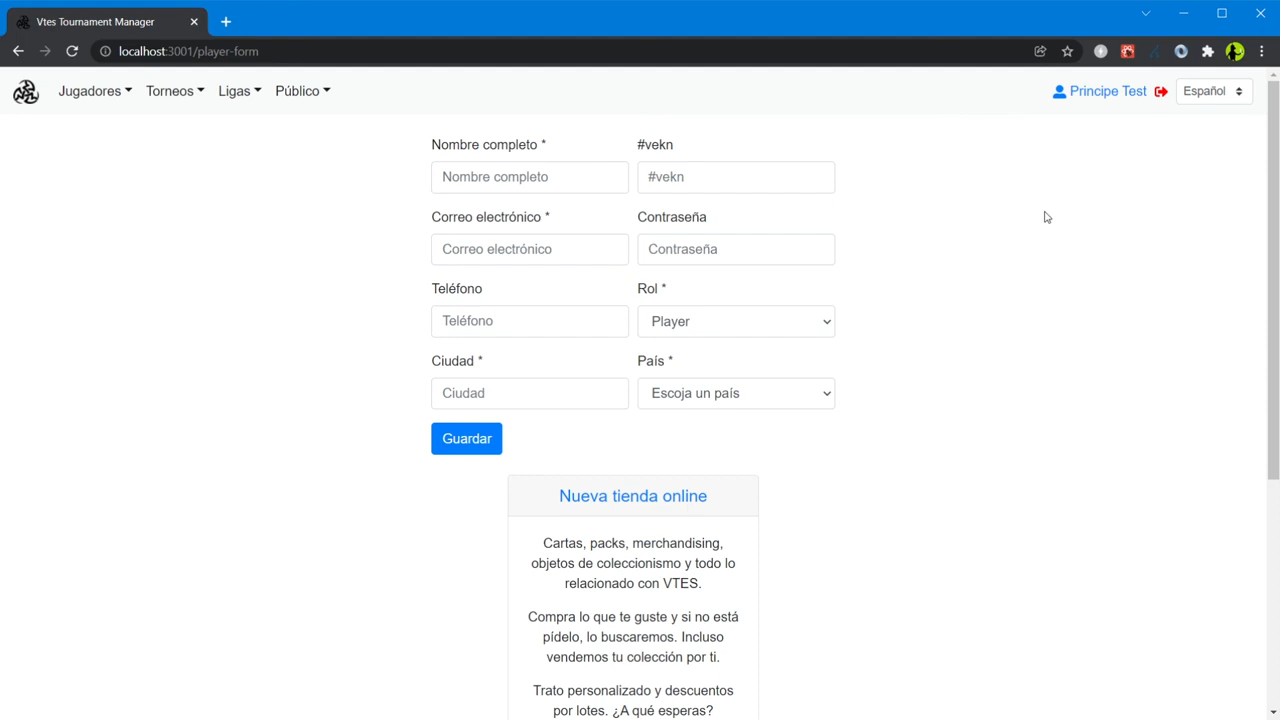 Vtes Tournament Manager
localhost:3001/player-form
Jugadores Torneos Ligas Público Principe Test Español
Nombre completo * #vekn
Nombre completo #vekn
Correo electrónico * Contraseña
Correo electrónico Contraseña
Teléfono Rol *
Teléfono Player
Ciudad * País *
Ciudad Escoja un país
Guardar
Nueva tienda online
Cartas, packs, merchandising,
objetos de coleccionismo y todo lo
relacionado con VTES.
Compra lo que te guste y si no está
pídelo, lo buscaremos. Incluso
vendemos tu colección por ti.
Trato personalizado y descuentos
por lotes. ¿A qué esperas?